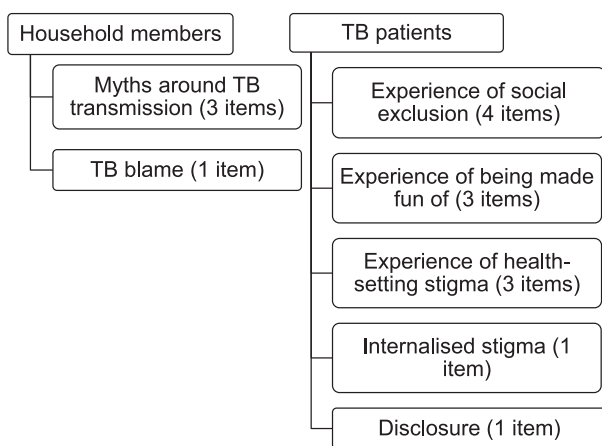 Household members
Myths around TB
transmission (3 items)
TB blame (1 item)
TB patients
Experience of social
exclusion (4 items)
Experience of being made
fun of (3 items)
Experience of health-
setting stigma (3 items)
Internalised stigma (1
item)
Disclosure (1 item)